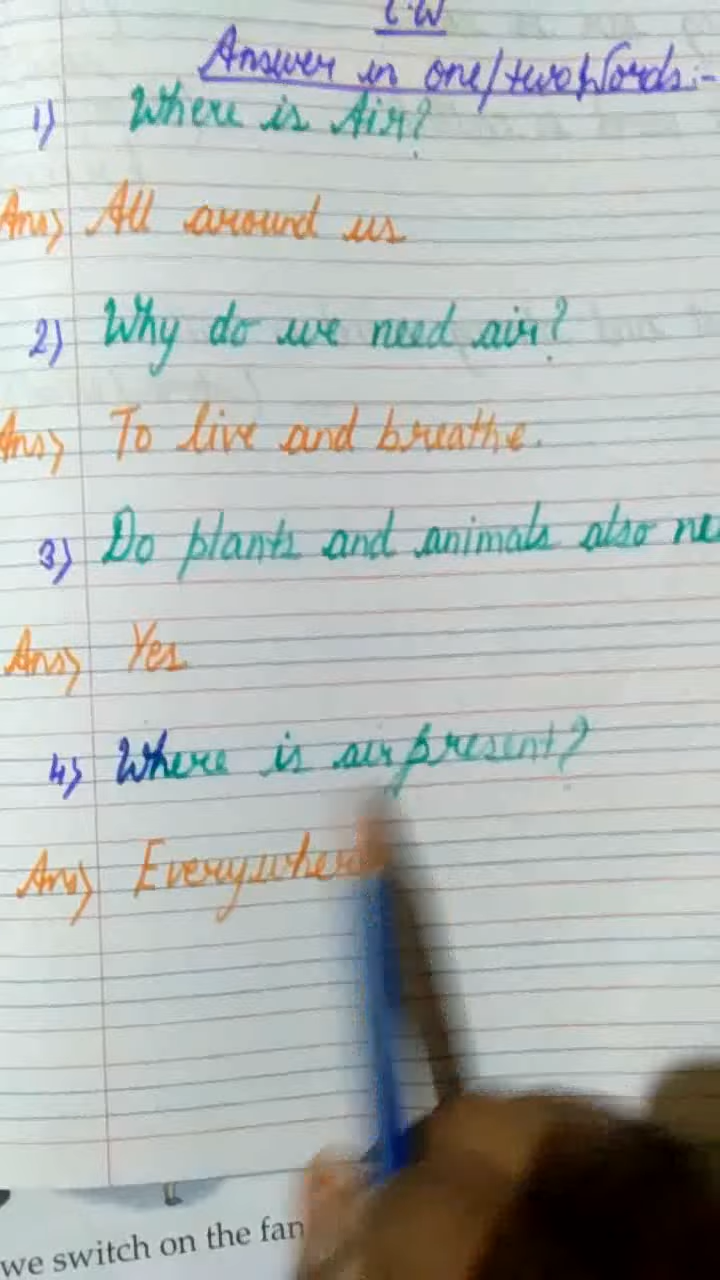 C.W
Answer in one/two Words:-
1) Where is Air?
Ans) All around us
2) Why do we need air?
Ans) To live and breathe.
3) Do plants and animals also ne
Ans) Yes
4) Where is air present?
Ans) Everywhere
we switch on the fan